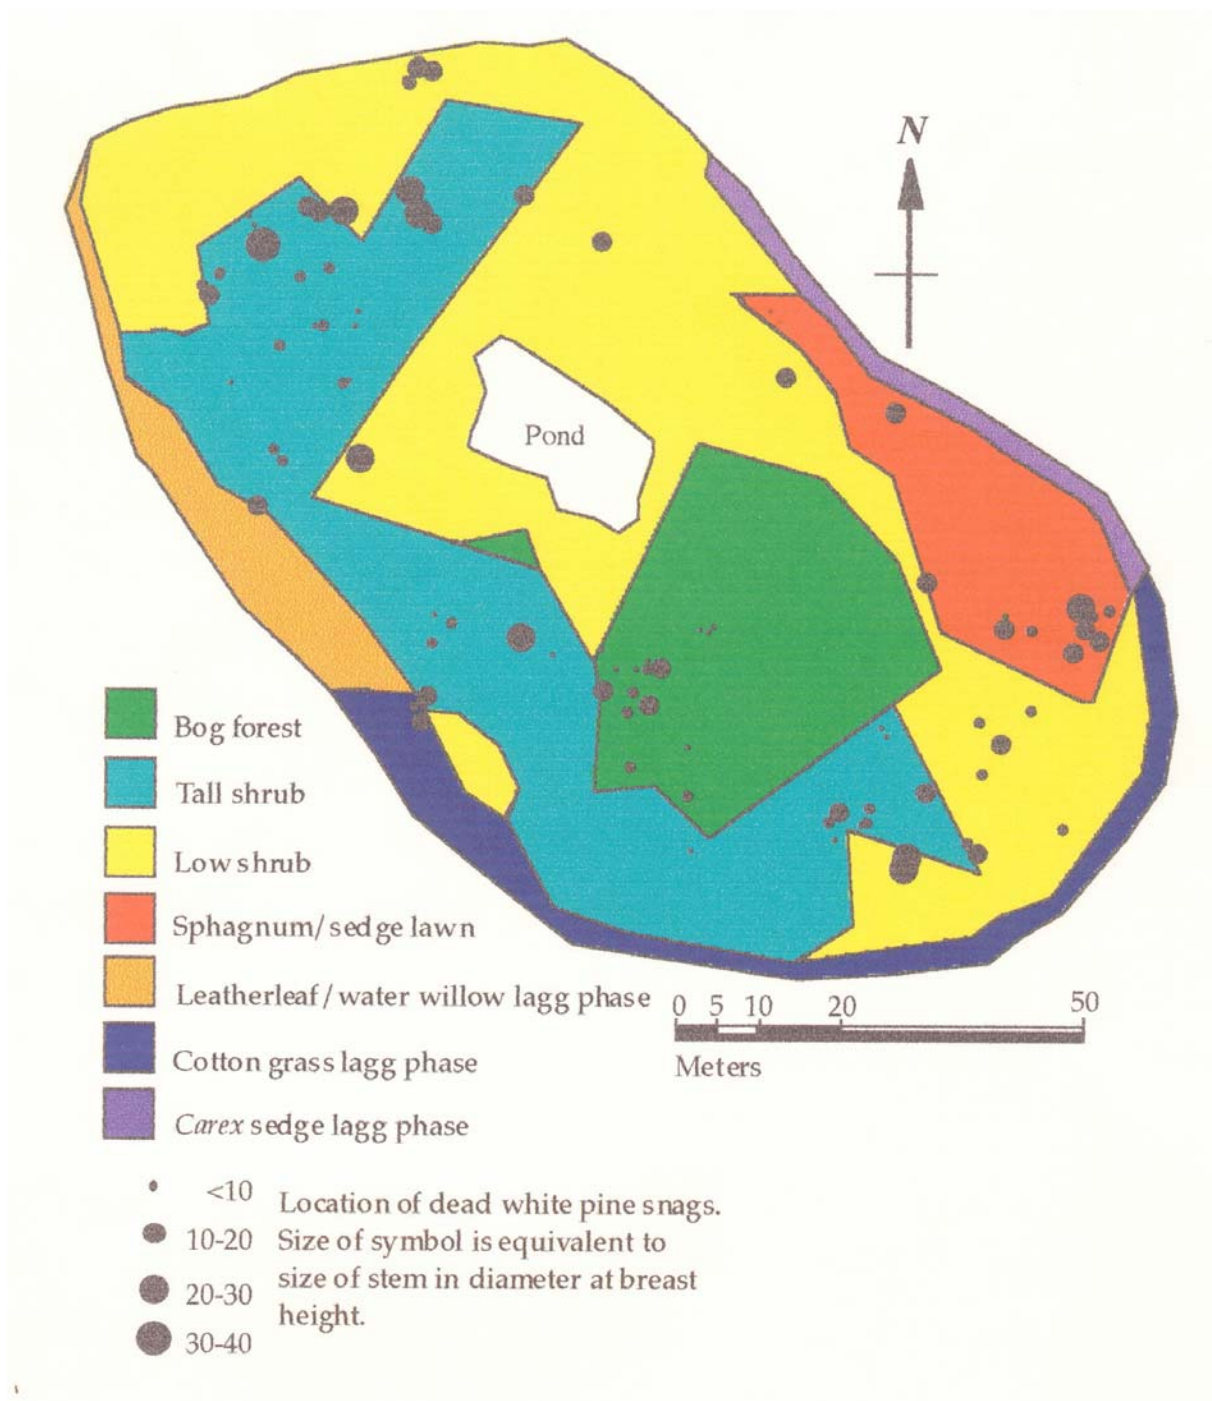 N
Pond
Bog forest
Tall shrub
Low shrub
Sphagnum/sedge lawn
Leatherleaf/water willow lagg phase
0 5 10 20 50
Cotton grass lagg phase
Meters
Carex sedge lagg phase
<10 Location of dead white pine snags.
10-20 Size of symbol is equivalent to
20-30 size of stem in diameter at breast
height.
30-40